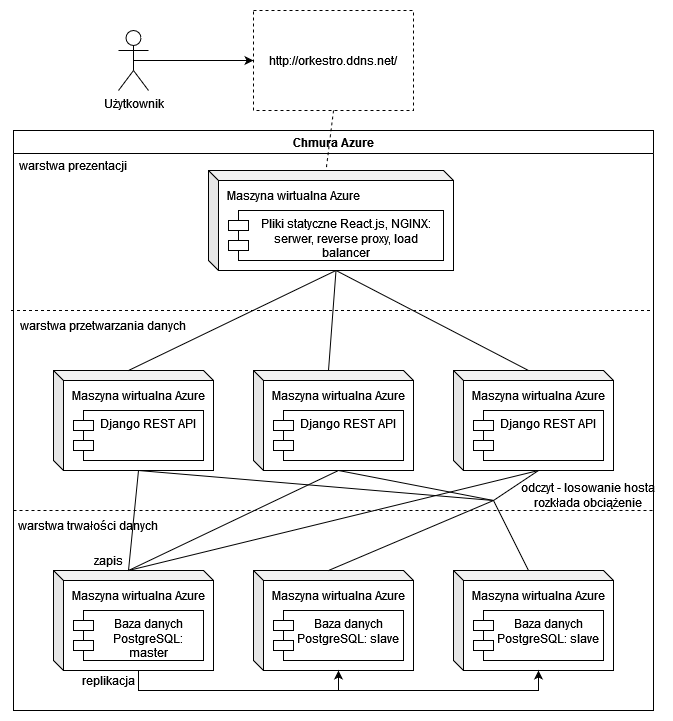 http://orkestro.ddns.net/
Użytkownik
Chmura Azure
warstwa prezentacji
Maszyna wirtualna Azure
Pliki statyczne React.js, NGINX:
serwer, reverse proxy, load
balancer
warstwa przetwarzania danych
Maszyna wirtualna Azure
Django REST API
Maszyna wirtualna Azure
Django REST API
Maszyna wirtualna Azure
Django REST API
odczyt - losowanie hosta
rozkłada obciążenie
warstwa trwałości danych
zapis
Maszyna wirtualna Azure
Baza danych
PostgreSQL:
master
Maszyna wirtualna Azure
Baza danych
PostgreSQL: slave
Maszyna wirtualna Azure
Baza danych
PostgreSQL: slave
replikacja